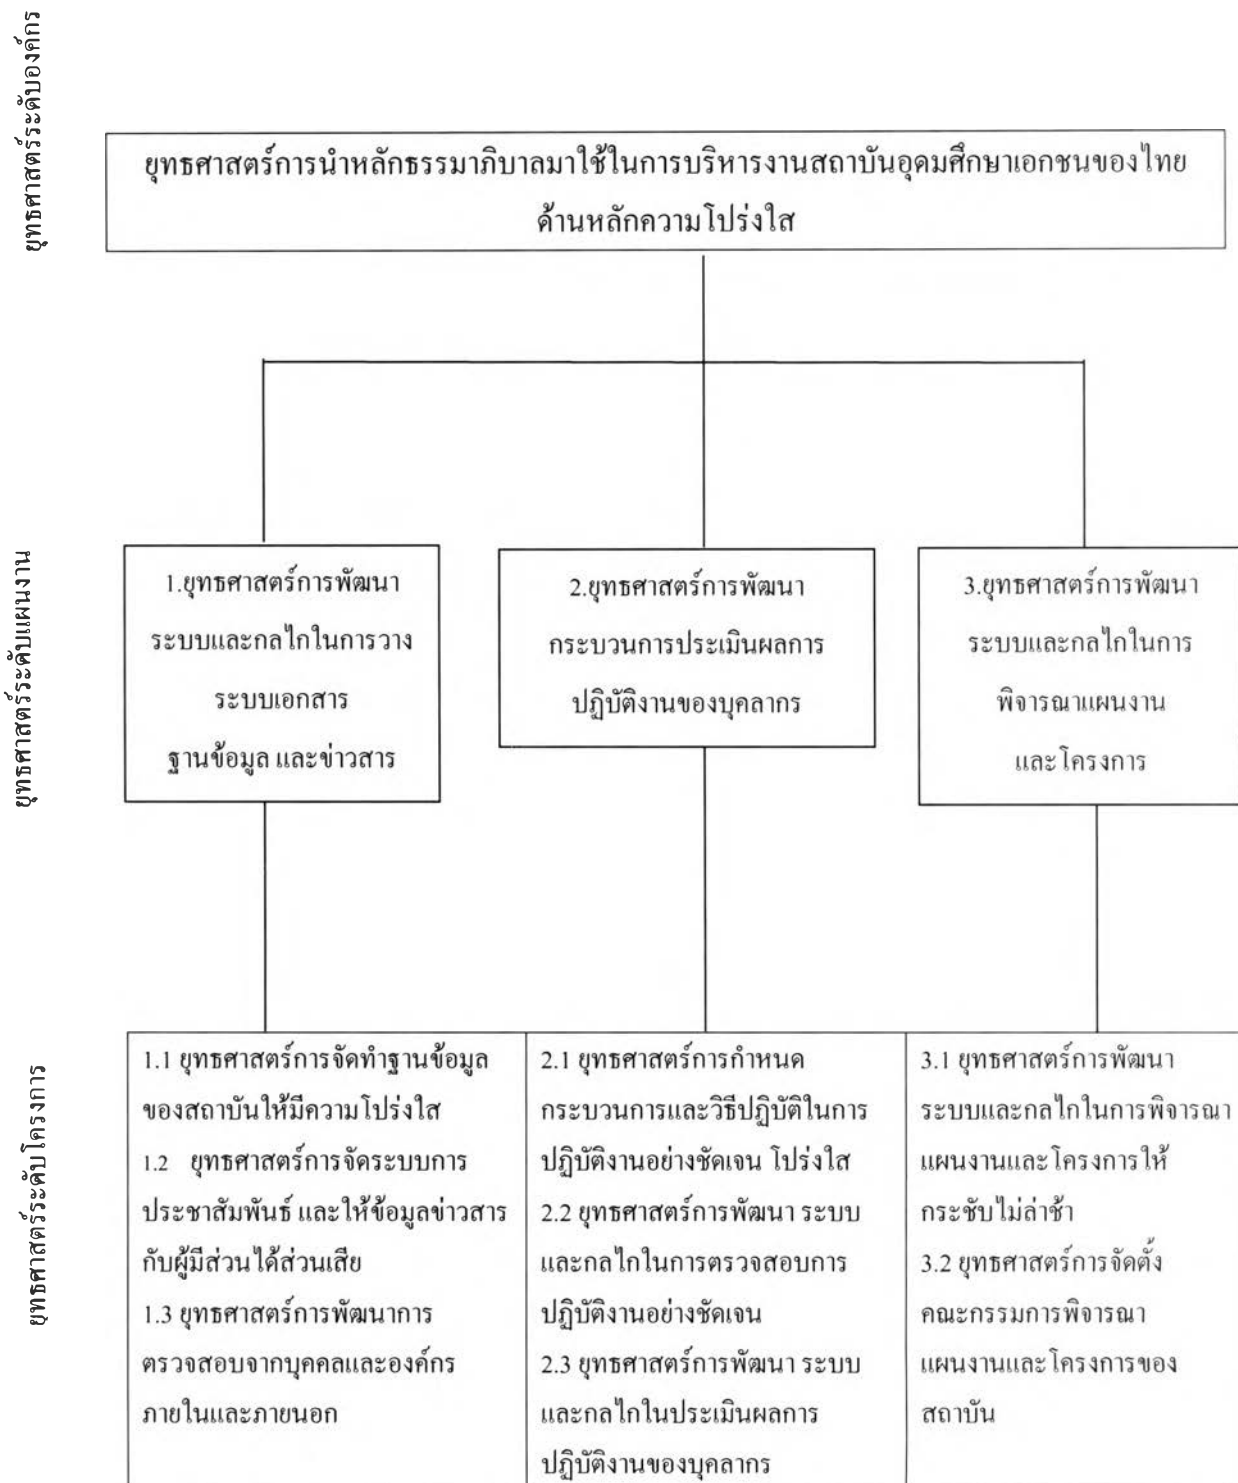 ยุทธศาสตร์ระดับองค์กร
ยุทธศาสตร์การนำหลักธรรมาภิบาลมาใช้ในการบริหารงานสถาบันอุดมศึกษาเอกชนของไทย
ด้านหลักความโปร่งใส
ยุทธศาสตร์ระดับแผนงาน
1.ยุทธศาสตร์การพัฒนา
ระบบและกลไกในการวาง
ระบบเอกสาร
ฐานข้อมูล และข่าวสาร
2.ยุทธศาสตร์การพัฒนา
กระบวนการประเมินผลการ
ปฏิบัติงานของบุคลากร
3.ยุทธศาสตร์การพัฒนา
ระบบและกลไกในการ
พิจารณาแผนงาน
และโครงการ
ยุทธศาสตร์ระดับโครงการ
1.1 ยุทธศาสตร์การจัดทำฐานข้อมูล
ของสถาบันให้มีความโปร่งใส
1.2 ยุทธศาสตร์การจัดระบบการ
ประชาสัมพันธ์ และให้ข้อมูลข่าวสาร
กับผู้มีส่วนได้ส่วนเสีย
1.3 ยุทธศาสตร์การพัฒนาการ
ตรวจสอบจากบุคคลและองค์กร
ภายในและภายนอก
2.1 ยุทธศาสตร์การกำหนด
กระบวนการและวิธีปฏิบัติในการ
ปฏิบัติงานอย่างชัดเจน โปร่งใส
2.2 ยุทธศาสตร์การพัฒนา ระบบ
และกลไกในการตรวจสอบการ
ปฏิบัติงานอย่างชัดเจน
2.3 ยุทธศาสตร์การพัฒนา ระบบ
และกลไกในประเมินผลการ
ปฏิบัติงานของบุคลากร
3.1 ยุทธศาสตร์การพัฒนา
ระบบและกลไกในการพิจารณา
แผนงานและโครงการให้
กระชับไม่ล่าช้า
3.2 ยุทธศาสตร์การจัดตั้ง
คณะกรรมการพิจารณา
แผนงานและโครงการของ
สถาบัน